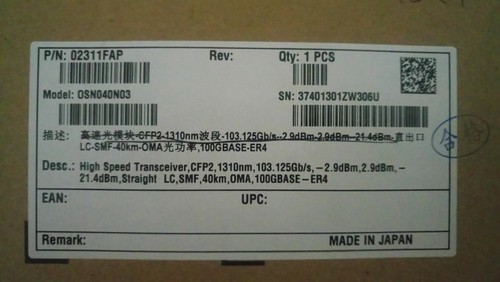 P/N: 02311FAP Rev: Qty: 1 PCS
Model: OSN040N03 SN: 37401301ZW306U
描述: 高速光模块-CFP2-1310nm波段-103.125Gb/s--2.9dBm-2.9dBm--21.4dBm-直出口
LC-SMF-40km-OMA光功率,100GBASE-ER4
Desc.: High Speed Transceiver,CFP2,1310nm,103.125Gb/s,-2.9dBm,2.9dBm,-
21.4dBm,Straight LC,SMF,40km,OMA,100GBASE-ER4
EAN: UPC:
Remark: MADE IN JAPAN
合格